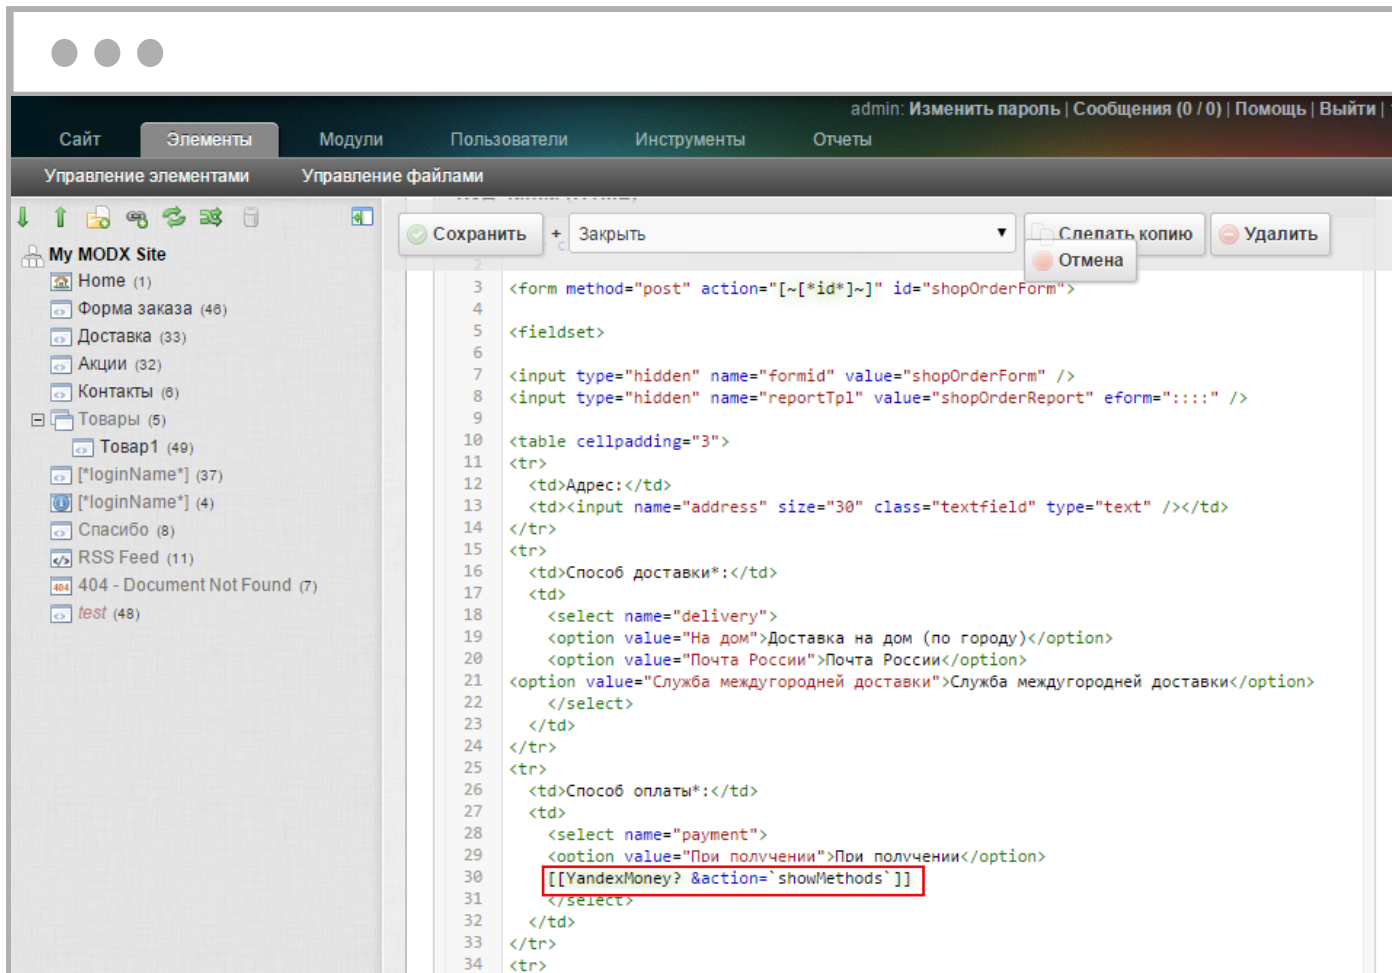 admin: Изменить пароль | Сообщения (0 / 0) | Помощь | Выйти |
Сайт Элементы Модули Пользователи Инструменты Отчеты
Управление элементами Управление файлами
Сохранить + Закрыть Сделать копию Удалить
Отмена
My MODX Site
Home (1)
Форма заказа (46)
Доставка (33)
Акции (32)
Контакты (6)
Товары (5)
Товар1 (49)
[*loginName*] (37)
[*loginName*] (4)
Спасибо (8)
RSS Feed (11)
404 - Document Not Found (7)
test (48)
2
3 <form method="post" action="[~[*id*]~]" id="shopOrderForm">
4
5 <fieldset>
6
7 <input type="hidden" name="formid" value="shopOrderForm" />
8 <input type="hidden" name="reportTpl" value="shopOrderReport" eform="::::" />
9
10 <table cellpadding="3">
11 <tr>
12 <td>Адрес:</td>
13 <td><input name="address" size="30" class="textfield" type="text" /></td>
14 </tr>
15 <tr>
16 <td>Способ доставки*:</td>
17 <td>
18 <select name="delivery">
19 <option value="На дом">Доставка на дом (по городу)</option>
20 <option value="Почта России">Почта России</option>
21 <option value="Служба междугородней доставки">Служба междугородней доставки</option>
22 </select>
23 </td>
24 </tr>
25 <tr>
26 <td>Способ оплаты*:</td>
27 <td>
28 <select name="payment">
29 <option value="При получении">При получении</option>
30 [[YandexMoney? &action=`showMethods`]]
31 </select>
32 </td>
33 </tr>
34 <tr>